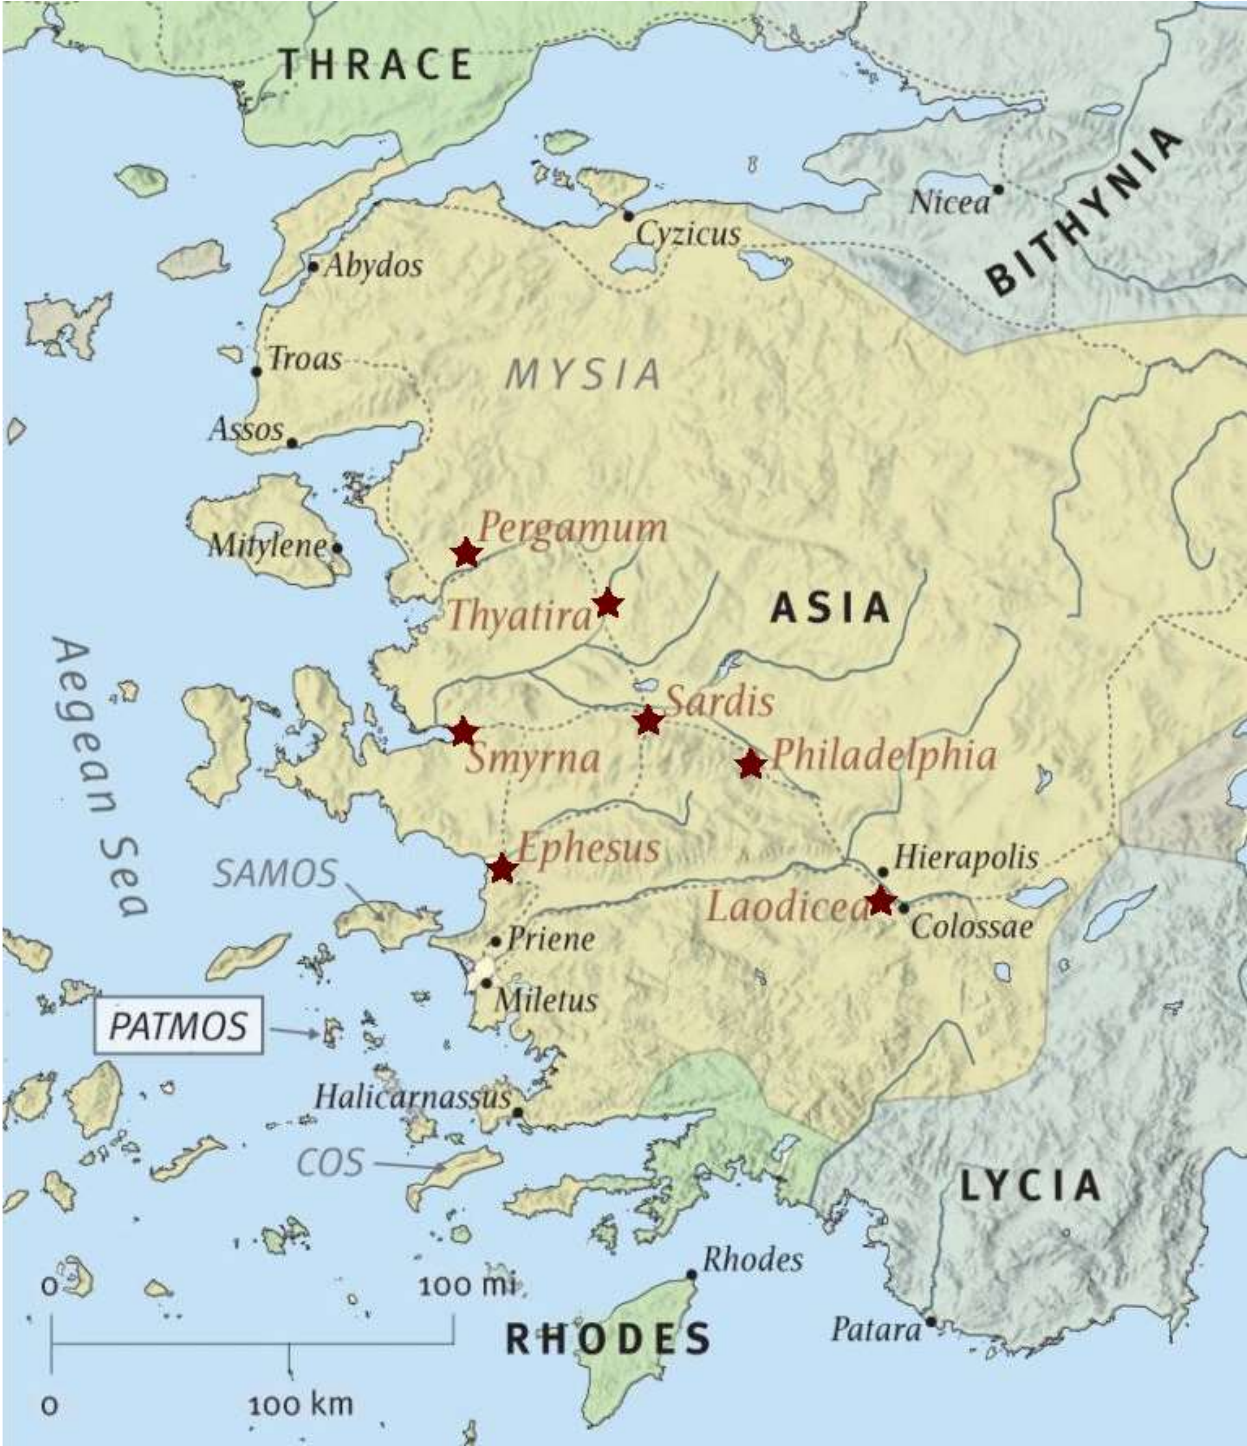 THRACE
BITHYNIA
Nicea
Cyzicus
Abydos
Troas
MYSIA
Assos
Pergamum
Mitylene
Thyatira
ASIA
Aegean Sea
Sardis
Smyrna
Philadelphia
Ephesus
Hierapolis
SAMOS
Laodicea
Colossae
Priene
Miletus
PATMOS
Halicarnassus
COS
LYCIA
Rhodes
0 100 mi
RHODES
Patara
0 100 km